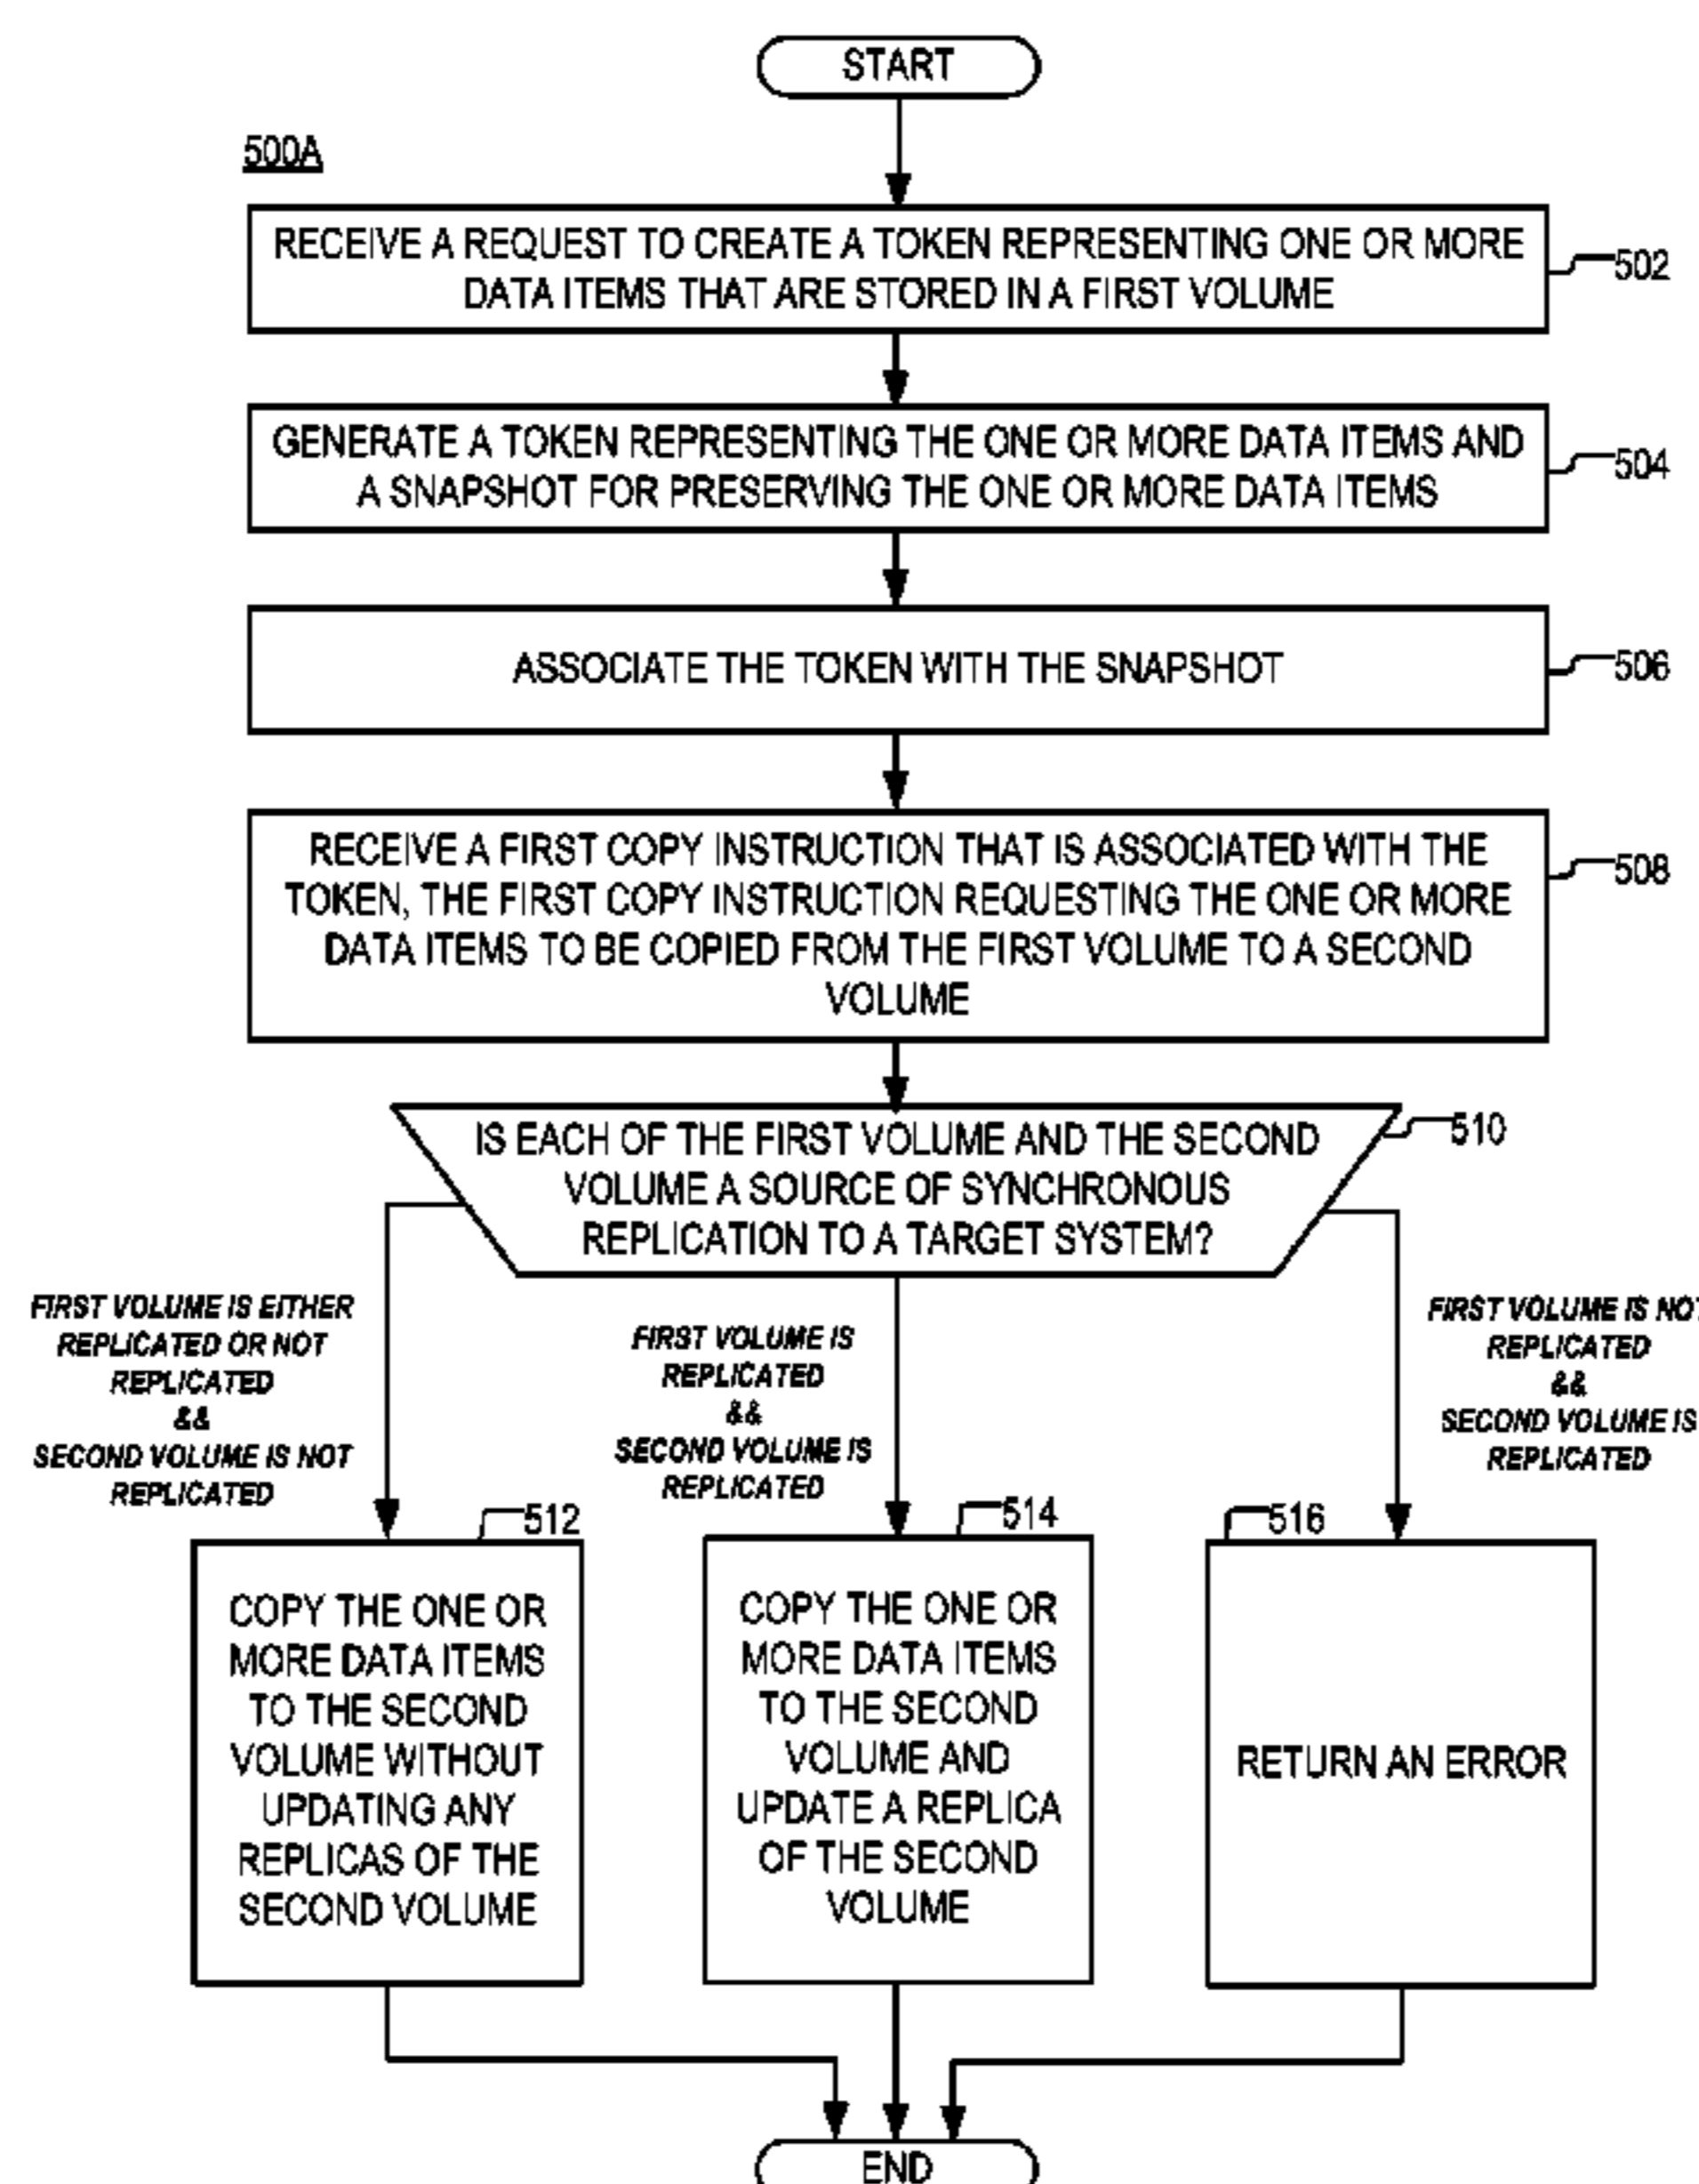 START
500A
RECEIVE A REQUEST TO CREATE A TOKEN REPRESENTING ONE OR MORE
DATA ITEMS THAT ARE STORED IN A FIRST VOLUME
502
GENERATE A TOKEN REPRESENTING THE ONE OR MORE DATA ITEMS AND
A SNAPSHOT FOR PRESERVING THE ONE OR MORE DATA ITEMS
504
ASSOCIATE THE TOKEN WITH THE SNAPSHOT
506
RECEIVE A FIRST COPY INSTRUCTION THAT IS ASSOCIATED WITH THE
TOKEN, THE FIRST COPY INSTRUCTION REQUESTING THE ONE OR MORE
DATA ITEMS TO BE COPIED FROM THE FIRST VOLUME TO A SECOND
VOLUME
508
IS EACH OF THE FIRST VOLUME AND THE SECOND
VOLUME A SOURCE OF SYNCHRONOUS
REPLICATION TO A TARGET SYSTEM?
510
FIRST VOLUME IS EITHER
REPLICATED OR NOT
REPLICATED
&&
SECOND VOLUME IS NOT
REPLICATED
FIRST VOLUME IS
REPLICATED
&&
SECOND VOLUME IS
REPLICATED
FIRST VOLUME IS NOT
REPLICATED
&&
SECOND VOLUME IS
REPLICATED
512
COPY THE ONE OR
MORE DATA ITEMS
TO THE SECOND
VOLUME WITHOUT
UPDATING ANY
REPLICAS OF THE
SECOND VOLUME
514
COPY THE ONE OR
MORE DATA ITEMS
TO THE SECOND
VOLUME AND
UPDATE A REPLICA
OF THE SECOND
VOLUME
516
RETURN AN ERROR
END